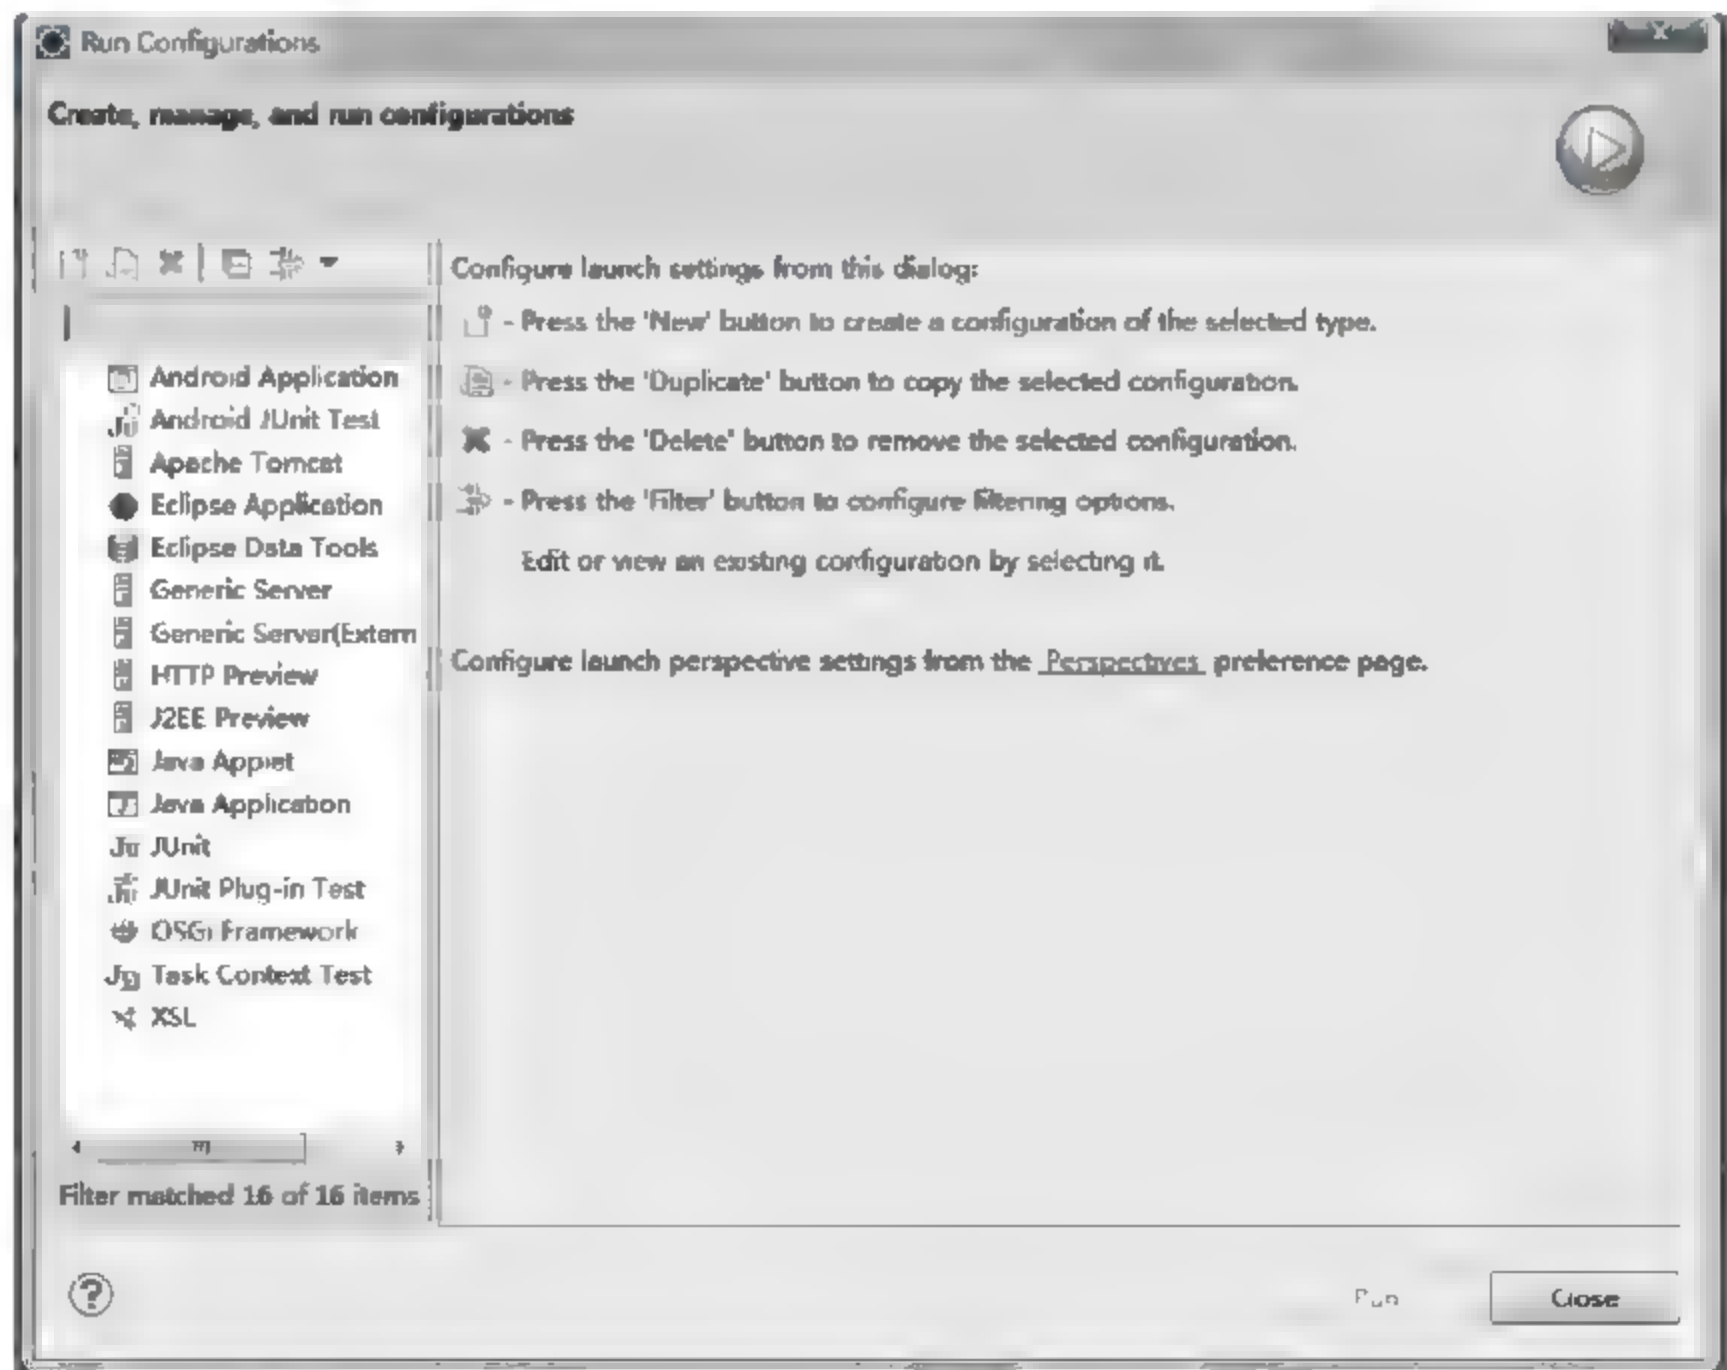 Run Configurations
Create, manage, and run configurations
Configure launch settings from this dialog:
- Press the 'New' button to create a configuration of the selected type.
- Press the 'Duplicate' button to copy the selected configuration.
- Press the 'Delete' button to remove the selected configuration.
- Press the 'Filter' button to configure filtering options.
Edit or view an existing configuration by selecting it.
Configure launch perspective settings from the Perspectives preference page.
Android Application
Android JUnit Test
Apache Tomcat
Eclipse Application
Eclipse Data Tools
Generic Server
Generic Server(Extern
HTTP Preview
J2EE Preview
Java Applet
Java Application
Ju JUnit
JUnit Plug-in Test
OSGi Framework
Task Context Test
XSL
Filter matched 16 of 16 items
Run
Close